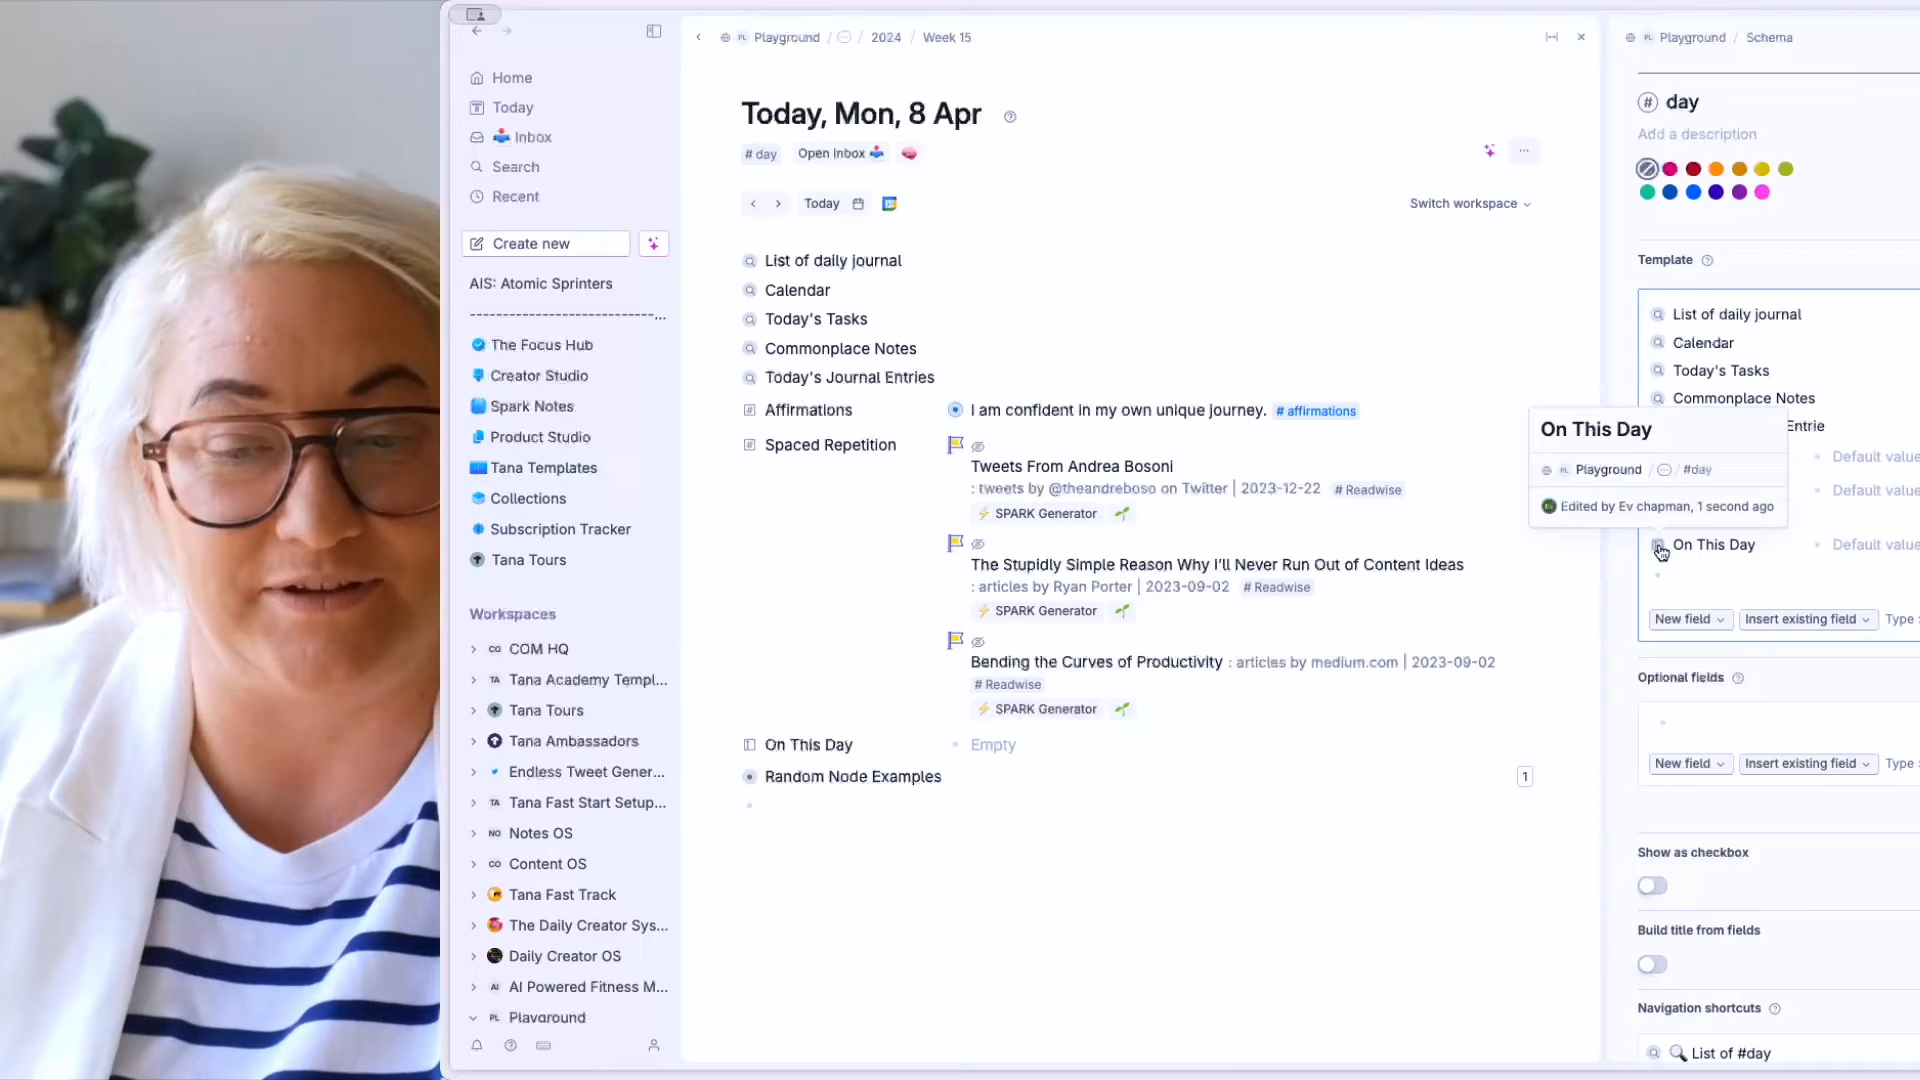 Home
Today
Inbox
Search
Recent
Create new
AIS: Atomic Sprinters
---------------------------...
The Focus Hub
Creator Studio
Spark Notes
Product Studio
Tana Templates
Collections
Subscription Tracker
Tana Tours
Workspaces
CO COM HQ
TA Tana Academy Templ...
Tana Tours
Tana Ambassadors
Endless Tweet Gener...
TA Tana Fast Start Setup...
NO Notes OS
CO Content OS
Tana Fast Track
The Daily Creator Sys...
Daily Creator OS
AI AI Powered Fitness M...
PL Playground
PL Playground / / 2024 / Week 15
Today, Mon, 8 Apr
# day Open inbox
Today
Switch workspace
List of daily journal
Calendar
Today's Tasks
Commonplace Notes
Today's Journal Entries
Affirmations
I am confident in my own unique journey. # affirmations
Spaced Repetition
Tweets From Andrea Bosoni
: tweets by @theandreboso on Twitter | 2023-12-22 # Readwise
SPARK Generator
The Stupidly Simple Reason Why I'll Never Run Out of Content Ideas
: articles by Ryan Porter | 2023-09-02 # Readwise
SPARK Generator
Bending the Curves of Productivity : articles by medium.com | 2023-09-02
# Readwise
SPARK Generator
On This Day
Empty
Random Node Examples
1
PL Playground / Schema
# day
Add a description
Template
List of daily journal
Calendar
Today's Tasks
Commonplace Notes
Entrie
On This Day
PL Playground / / #day
Edited by Ev chapman, 1 second ago
Default value
Default value
On This Day
Default value
New field Insert existing field Type
Optional fields
New field Insert existing field Type
Show as checkbox
Build title from fields
Navigation shortcuts
List of #day